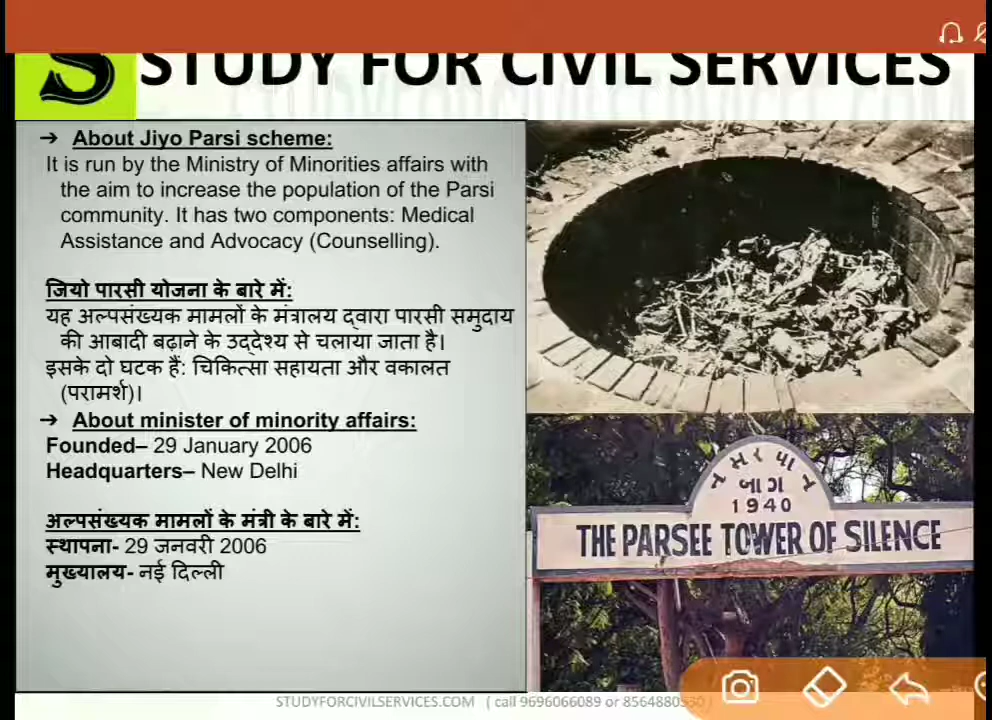 S STUDY FOR CIVIL SERVICES
→ About Jiyo Parsi scheme:
It is run by the Ministry of Minorities affairs with
the aim to increase the population of the Parsi
community. It has two components: Medical
Assistance and Advocacy (Counselling).
जियो पारसी योजना के बारे में:
यह अल्पसंख्यक मामलों के मंत्रालय द्वारा पारसी समुदाय
की आबादी बढ़ाने के उद्देश्य से चलाया जाता है।
इसके दो घटक हैं: चिकित्सा सहायता और वकालत
(परामर्श)।
→ About minister of minority affairs:
Founded– 29 January 2006
Headquarters– New Delhi
अल्पसंख्यक मामलों के मंत्री के बारे में:
स्थापना- 29 जनवरी 2006
मुख्यालय- नई दिल्ली
બાગ
1940
THE PARSEE TOWER OF SILENCE
STUDYFORCIVILSERVICES.COM ( call 9696066089 or